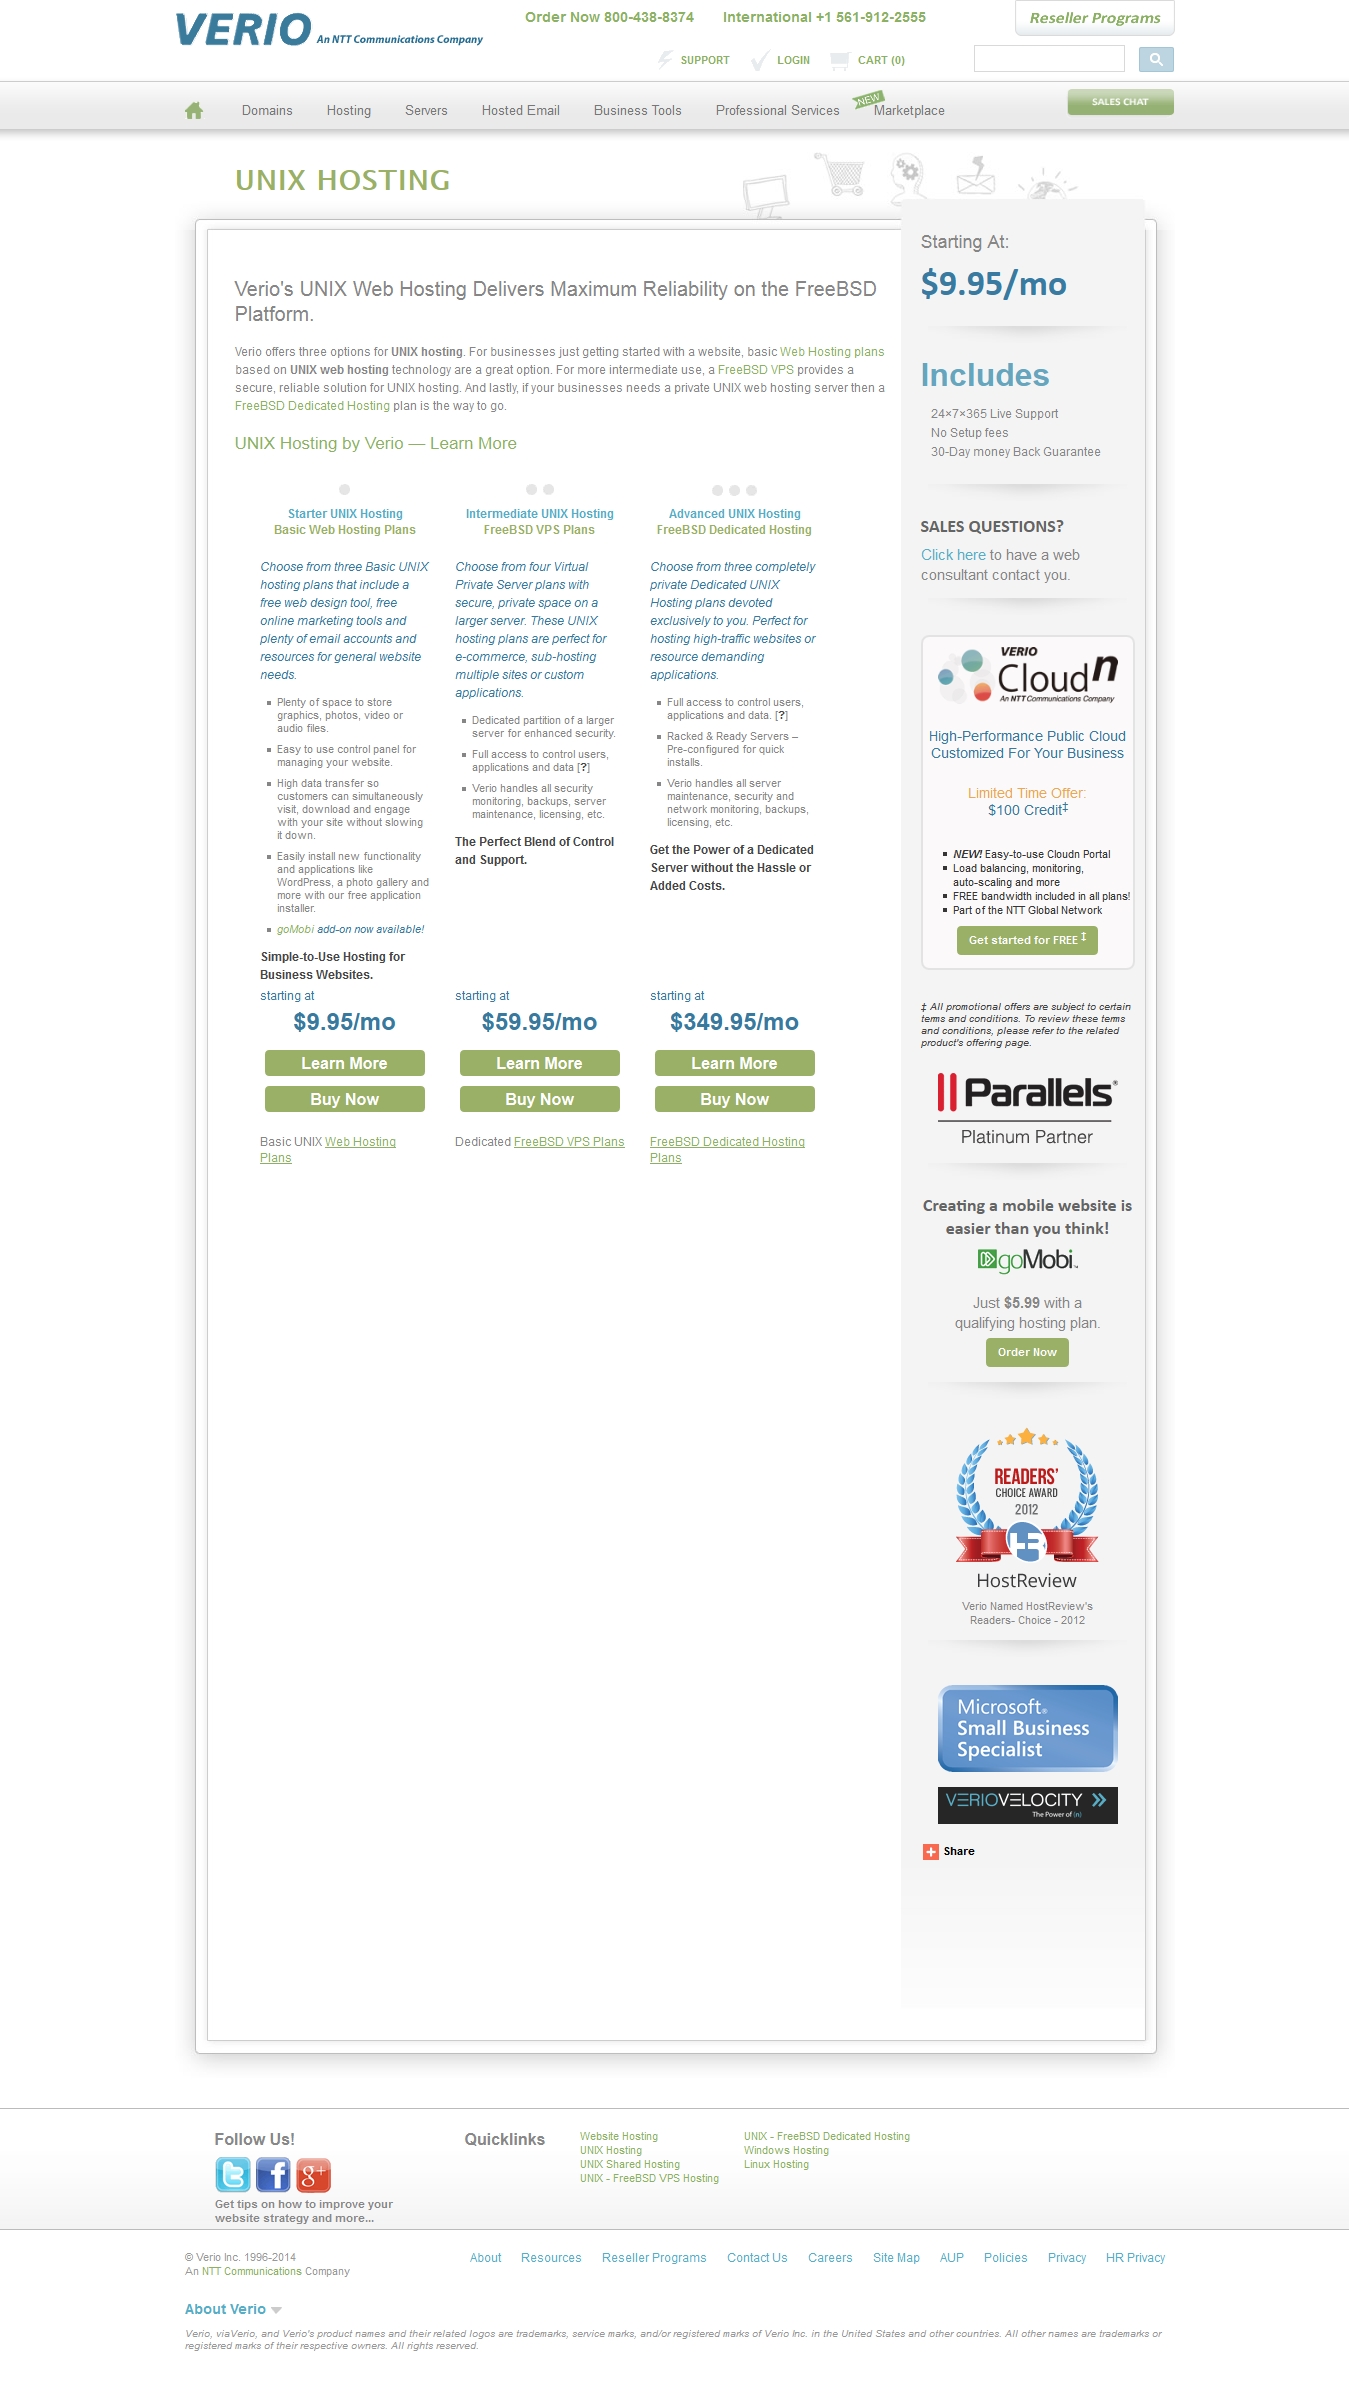 VERIO An NTT Communications Company
Order Now 800-438-8374 International +1 561-912-2555
Reseller Programs
SUPPORT LOGIN CART (0)
Domains Hosting Servers Hosted Email Business Tools Professional Services NEW Marketplace SALES CHAT
UNIX HOSTING
Verio's UNIX Web Hosting Delivers Maximum Reliability on the FreeBSD
Platform.
Verio offers three options for UNIX hosting. For businesses just getting started with a website, basic Web Hosting plans
based on UNIX web hosting technology are a great option. For more intermediate use, a FreeBSD VPS provides a
secure, reliable solution for UNIX hosting. And lastly, if your businesses needs a private UNIX web hosting server then a
FreeBSD Dedicated Hosting plan is the way to go.
UNIX Hosting by Verio — Learn More
Starter UNIX Hosting
Basic Web Hosting Plans
Choose from three Basic UNIX
hosting plans that include a
free web design tool, free
online marketing tools and
plenty of email accounts and
resources for general website
needs.
Plenty of space to store
graphics, photos, video or
audio files.
Easy to use control panel for
managing your website.
High data transfer so
customers can simultaneously
visit, download and engage
with your site without slowing
it down.
Easily install new functionality
and applications like
WordPress, a photo gallery and
more with our free application
installer.
goMobi add-on now available!
Simple-to-Use Hosting for
Business Websites.
starting at
$9.95/mo
Learn More
Buy Now
Basic UNIX Web Hosting
Plans
Intermediate UNIX Hosting
FreeBSD VPS Plans
Choose from four Virtual
Private Server plans with
secure, private space on a
larger server. These UNIX
hosting plans are perfect for
e-commerce, sub-hosting
multiple sites or custom
applications.
Dedicated partition of a larger
server for enhanced security.
Full access to control users,
applications and data [?]
Verio handles all security
monitoring, backups, server
maintenance, licensing, etc.
The Perfect Blend of Control
and Support.
starting at
$59.95/mo
Learn More
Buy Now
Dedicated FreeBSD VPS Plans
Advanced UNIX Hosting
FreeBSD Dedicated Hosting
Choose from three completely
private Dedicated UNIX
Hosting plans devoted
exclusively to you. Perfect for
hosting high-traffic websites or
resource demanding
applications.
Full access to control users,
applications and data. [?]
Racked & Ready Servers –
Pre-configured for quick
installs.
Verio handles all server
maintenance, security and
network monitoring, backups,
licensing, etc.
Get the Power of a Dedicated
Server without the Hassle or
Added Costs.
starting at
$349.95/mo
Learn More
Buy Now
FreeBSD Dedicated Hosting
Plans
Starting At:
$9.95/mo
Includes
24×7×365 Live Support
No Setup fees
30-Day money Back Guarantee
SALES QUESTIONS?
Click here to have a web
consultant contact you.
VERIO
Cloudn
An NTT Communications Company
High-Performance Public Cloud
Customized For Your Business
Limited Time Offer:
$100 Credit‡
NEW! Easy-to-use Cloudn Portal
Load balancing, monitoring,
auto-scaling and more
FREE bandwidth included in all plans!
Part of the NTT Global Network
Get started for FREE ‡
‡ All promotional offers are subject to certain
terms and conditions. To review these terms
and conditions, please refer to the related
product's offering page.
Parallels®
Platinum Partner
Creating a mobile website is
easier than you think!
goMobi™
Just $5.99 with a
qualifying hosting plan.
Order Now
READERS'
CHOICE AWARD
2012
HostReview
Verio Named HostReview's
Readers- Choice - 2012
Microsoft®
Small Business
Specialist
VERIOVELOCITY
The Power of (n)
Share
Follow Us!
g+
Get tips on how to improve your
website strategy and more...
Quicklinks
Website Hosting
UNIX Hosting
UNIX Shared Hosting
UNIX - FreeBSD VPS Hosting
UNIX - FreeBSD Dedicated Hosting
Windows Hosting
Linux Hosting
© Verio Inc. 1996-2014
An NTT Communications Company
About Resources Reseller Programs Contact Us Careers Site Map AUP Policies Privacy HR Privacy
About Verio
Verio, viaVerio, and Verio's product names and their related logos are trademarks, service marks, and/or registered marks of Verio Inc. in the United States and other countries. All other names are trademarks or
registered marks of their respective owners. All rights reserved.